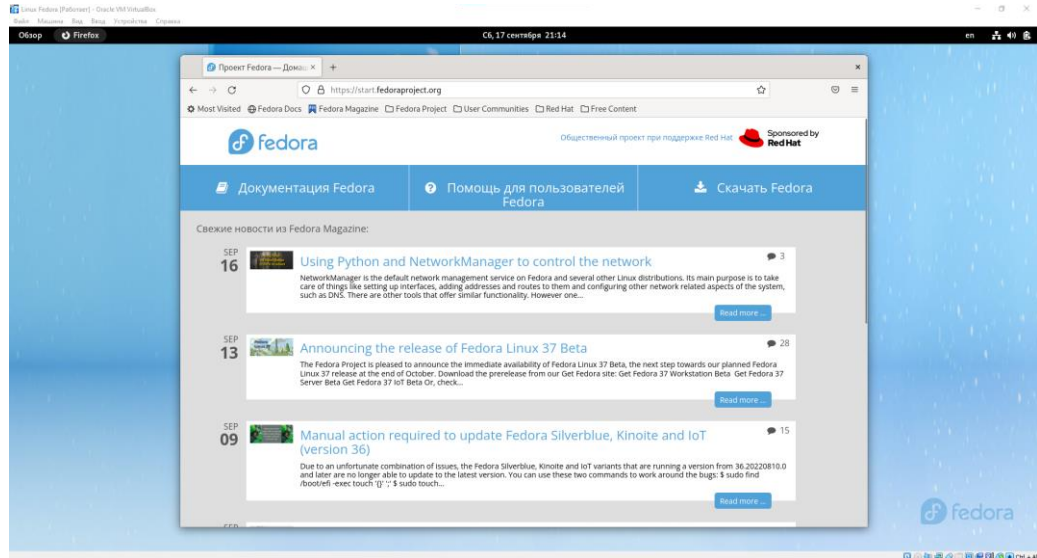 Linux Fedora [Работает] - Oracle VM VirtualBox
Файл Машина Вид Ввод Устройства Справка
Обзор Firefox Сб, 17 сентября 21:14 en
Проект Fedora — Домаш
https://start.fedoraproject.org
Most Visited Fedora Docs Fedora Magazine Fedora Project User Communities Red Hat Free Content
fedora Общественный проект при поддержке Red Hat Sponsored by
Red Hat
Документация Fedora Помощь для пользователей Fedora Скачать Fedora
Свежие новости из Fedora Magazine:
SEP
16
Using Python and NetworkManager to control the network 3
NetworkManager is the default network management service on Fedora and several other Linux distributions. Its main purpose is to take
care of things like setting up interfaces, adding addresses and routes to them and configuring other network related aspects of the system,
such as DNS. There are other tools that offer similar functionality. However one...
Read more ...
SEP
13
Announcing the release of Fedora Linux 37 Beta 28
The Fedora Project is pleased to announce the immediate availability of Fedora Linux 37 Beta, the next step towards our planned Fedora
Linux 37 release at the end of October. Download the prerelease from our Get Fedora site: Get Fedora 37 Workstation Beta Get Fedora 37
Server Beta Get Fedora 37 IoT Beta Or, check...
Read more ...
SEP
09
Manual action required to update Fedora Silverblue, Kinoite and IoT 15
(version 36)
Due to an unfortunate combination of issues, the Fedora Silverblue, Kinoite and IoT variants that are running a version from 36.20220810.0
and later are no longer able to update to the latest version. You can use these two commands to work around the bugs: $ sudo find
/boot/efi -exec touch '{}' ';' $ sudo touch...
Read more ...
SEP
fedora